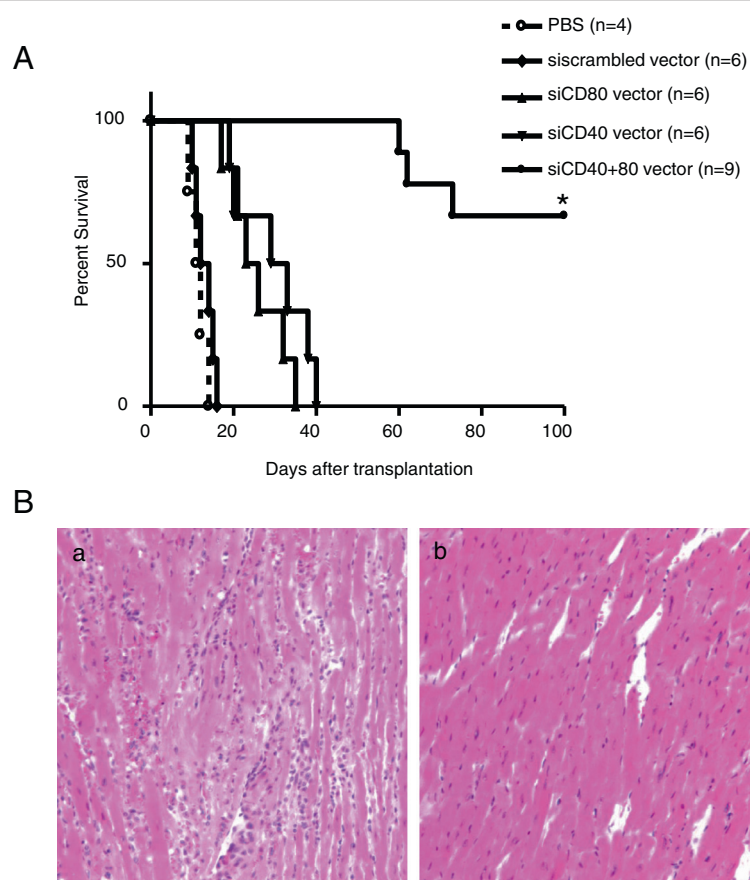 A
PBS (n=4)
siscrambled vector (n=6)
siCD80 vector (n=6)
siCD40 vector (n=6)
siCD40+80 vector (n=9)
100
50
0
Percent Survival
*
0 20 40 60 80 100
Days after transplantation
B
a
b